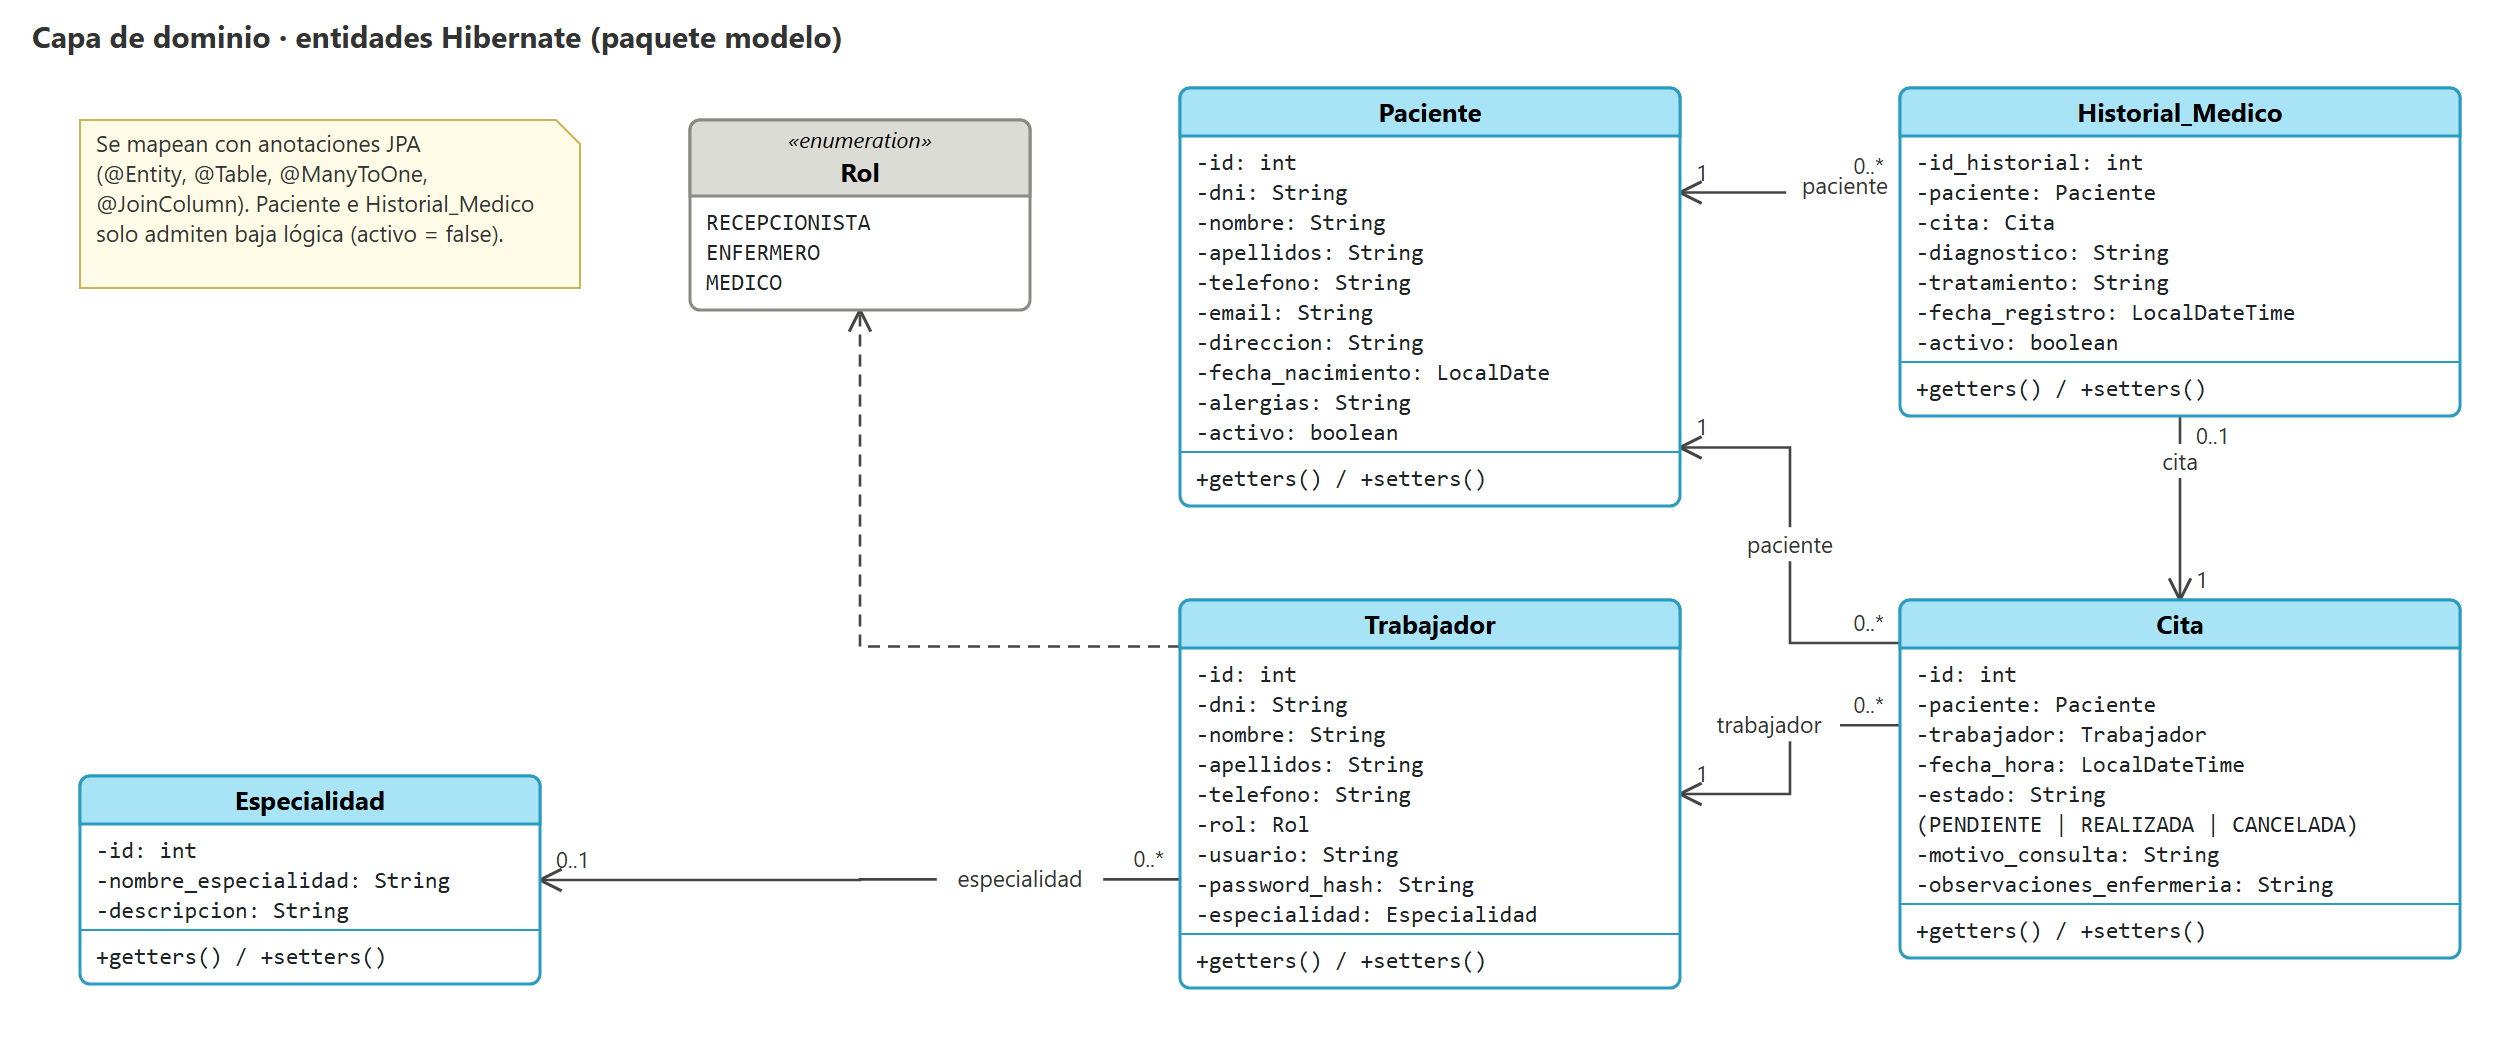 Capa de dominio · entidades Hibernate (paquete modelo)
Se mapean con anotaciones JPA
(@Entity, @Table, @ManyToOne,
@JoinColumn). Paciente e Historial_Medico
solo admiten baja lógica (activo = false).
«enumeration»
Rol
RECEPCIONISTA
ENFERMERO
MEDICO
Paciente
-id: int
-dni: String
-nombre: String
-apellidos: String
-telefono: String
-email: String
-direccion: String
-fecha_nacimiento: LocalDate
-alergias: String
-activo: boolean
+getters() / +setters()
1
0..*
paciente
Historial_Medico
-id_historial: int
-paciente: Paciente
-cita: Cita
-diagnostico: String
-tratamiento: String
-fecha_registro: LocalDateTime
-activo: boolean
+getters() / +setters()
0..1
cita
1
1
paciente
0..*
Trabajador
-id: int
-dni: String
-nombre: String
-apellidos: String
-telefono: String
-rol: Rol
-usuario: String
-password_hash: String
-especialidad: Especialidad
+getters() / +setters()
0..*
trabajador
1
Cita
-id: int
-paciente: Paciente
-trabajador: Trabajador
-fecha_hora: LocalDateTime
-estado: String
(PENDIENTE | REALIZADA | CANCELADA)
-motivo_consulta: String
-observaciones_enfermeria: String
+getters() / +setters()
Especialidad
-id: int
-nombre_especialidad: String
-descripcion: String
+getters() / +setters()
0..1
especialidad
0..*